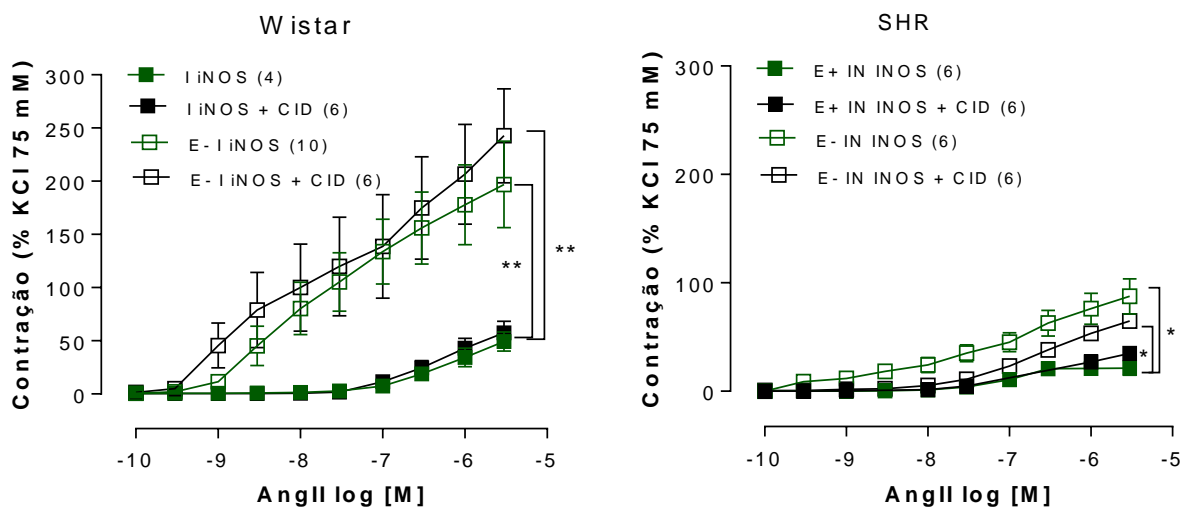 Wistar
Contração (% KCl 75 mM)
300
250
200
150
100
50
0
I iNOS (4)
I iNOS + CID (6)
E- I iNOS (10)
E- I iNOS + CID (6)
**
**
-10 -9 -8 -7 -6 -5
AngII log [M]
SHR
Contração (% KCl 75 mM)
300
200
100
0
E+ IN INOS (6)
E+ IN INOS + CID (6)
E- IN INOS (6)
E- IN INOS + CID (6)
*
*
-10 -9 -8 -7 -6 -5
AngII log [M]